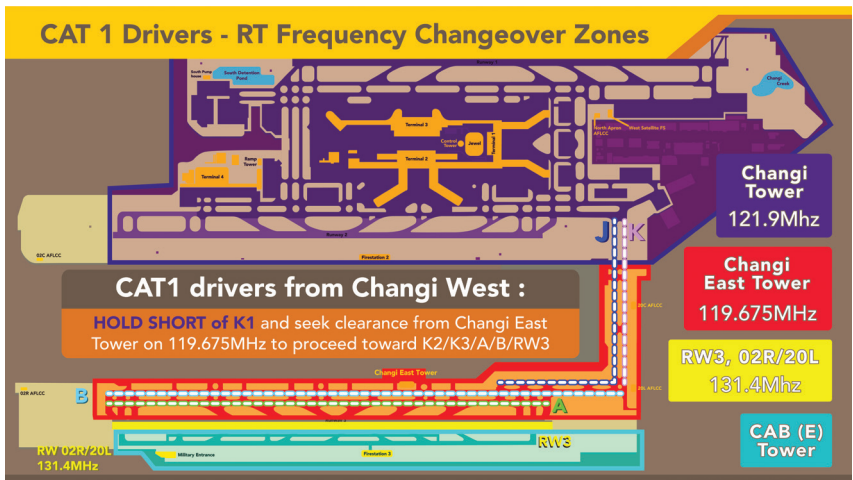 CAT 1 Drivers - RT Frequency Changeover Zones
Runway 1
South Pump House
South Detention Pond
Changi Creek
North Apron AFLCC
West Satellite FS
Terminal 3
Control Tower
Jewel
Terminal 1
Terminal 2
Ramp Tower
Terminal 4
Changi
Tower
121.9Mhz
Runway 2
J K
02C AFLCC
Firestation 2
Changi
East Tower
119.675MHz
CAT1 drivers from Changi West :
HOLD SHORT of K1 and seek clearance from Changi East
Tower on 119.675MHz to proceed toward K2/K3/A/B/RW3
20C AFLCC
RW3, 02R/20L
131.4Mhz
Changi East Tower
20L AFLCC
02R AFLCC
B
A
CAB (E)
Tower
RW3
RW 02R/20L
131.4MHz
Military Entrance
Firestation 3